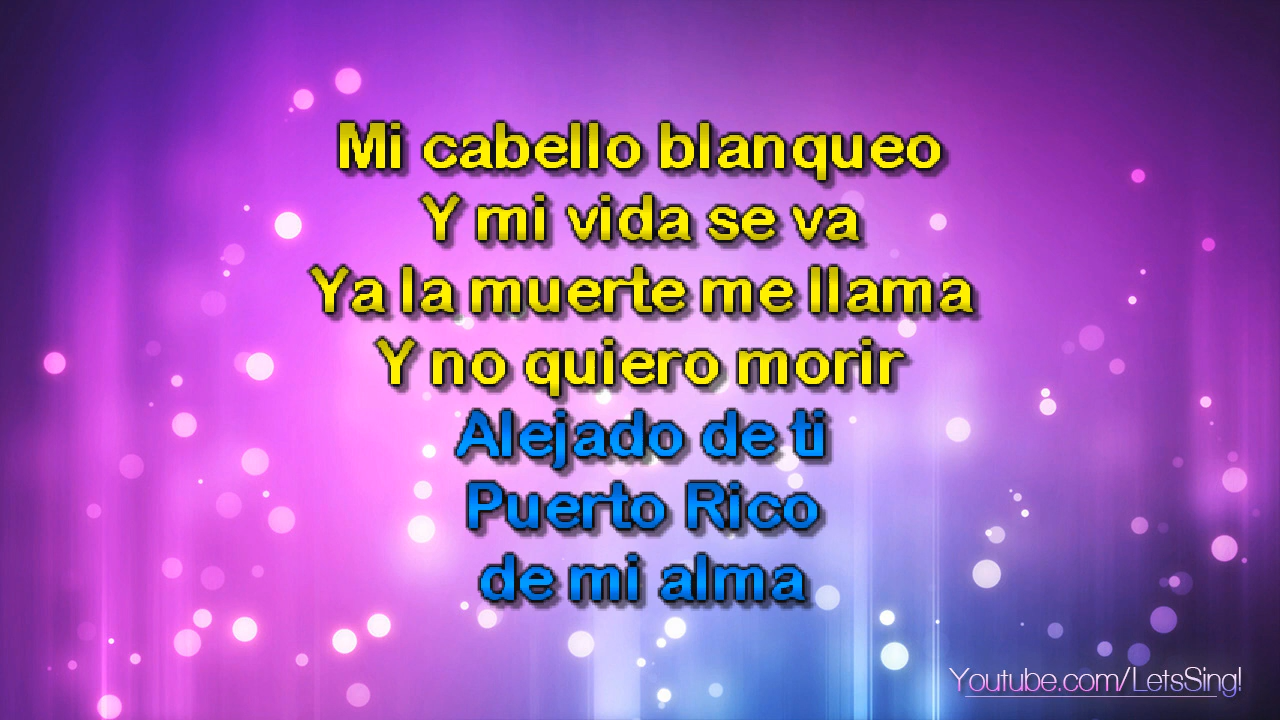 Mi cabello blanqueo
Y mi vida se va
Ya la muerte me llama
Y no quiero morir
Alejado de ti
Puerto Rico
de mi alma
Youtube.com/LetsSing!